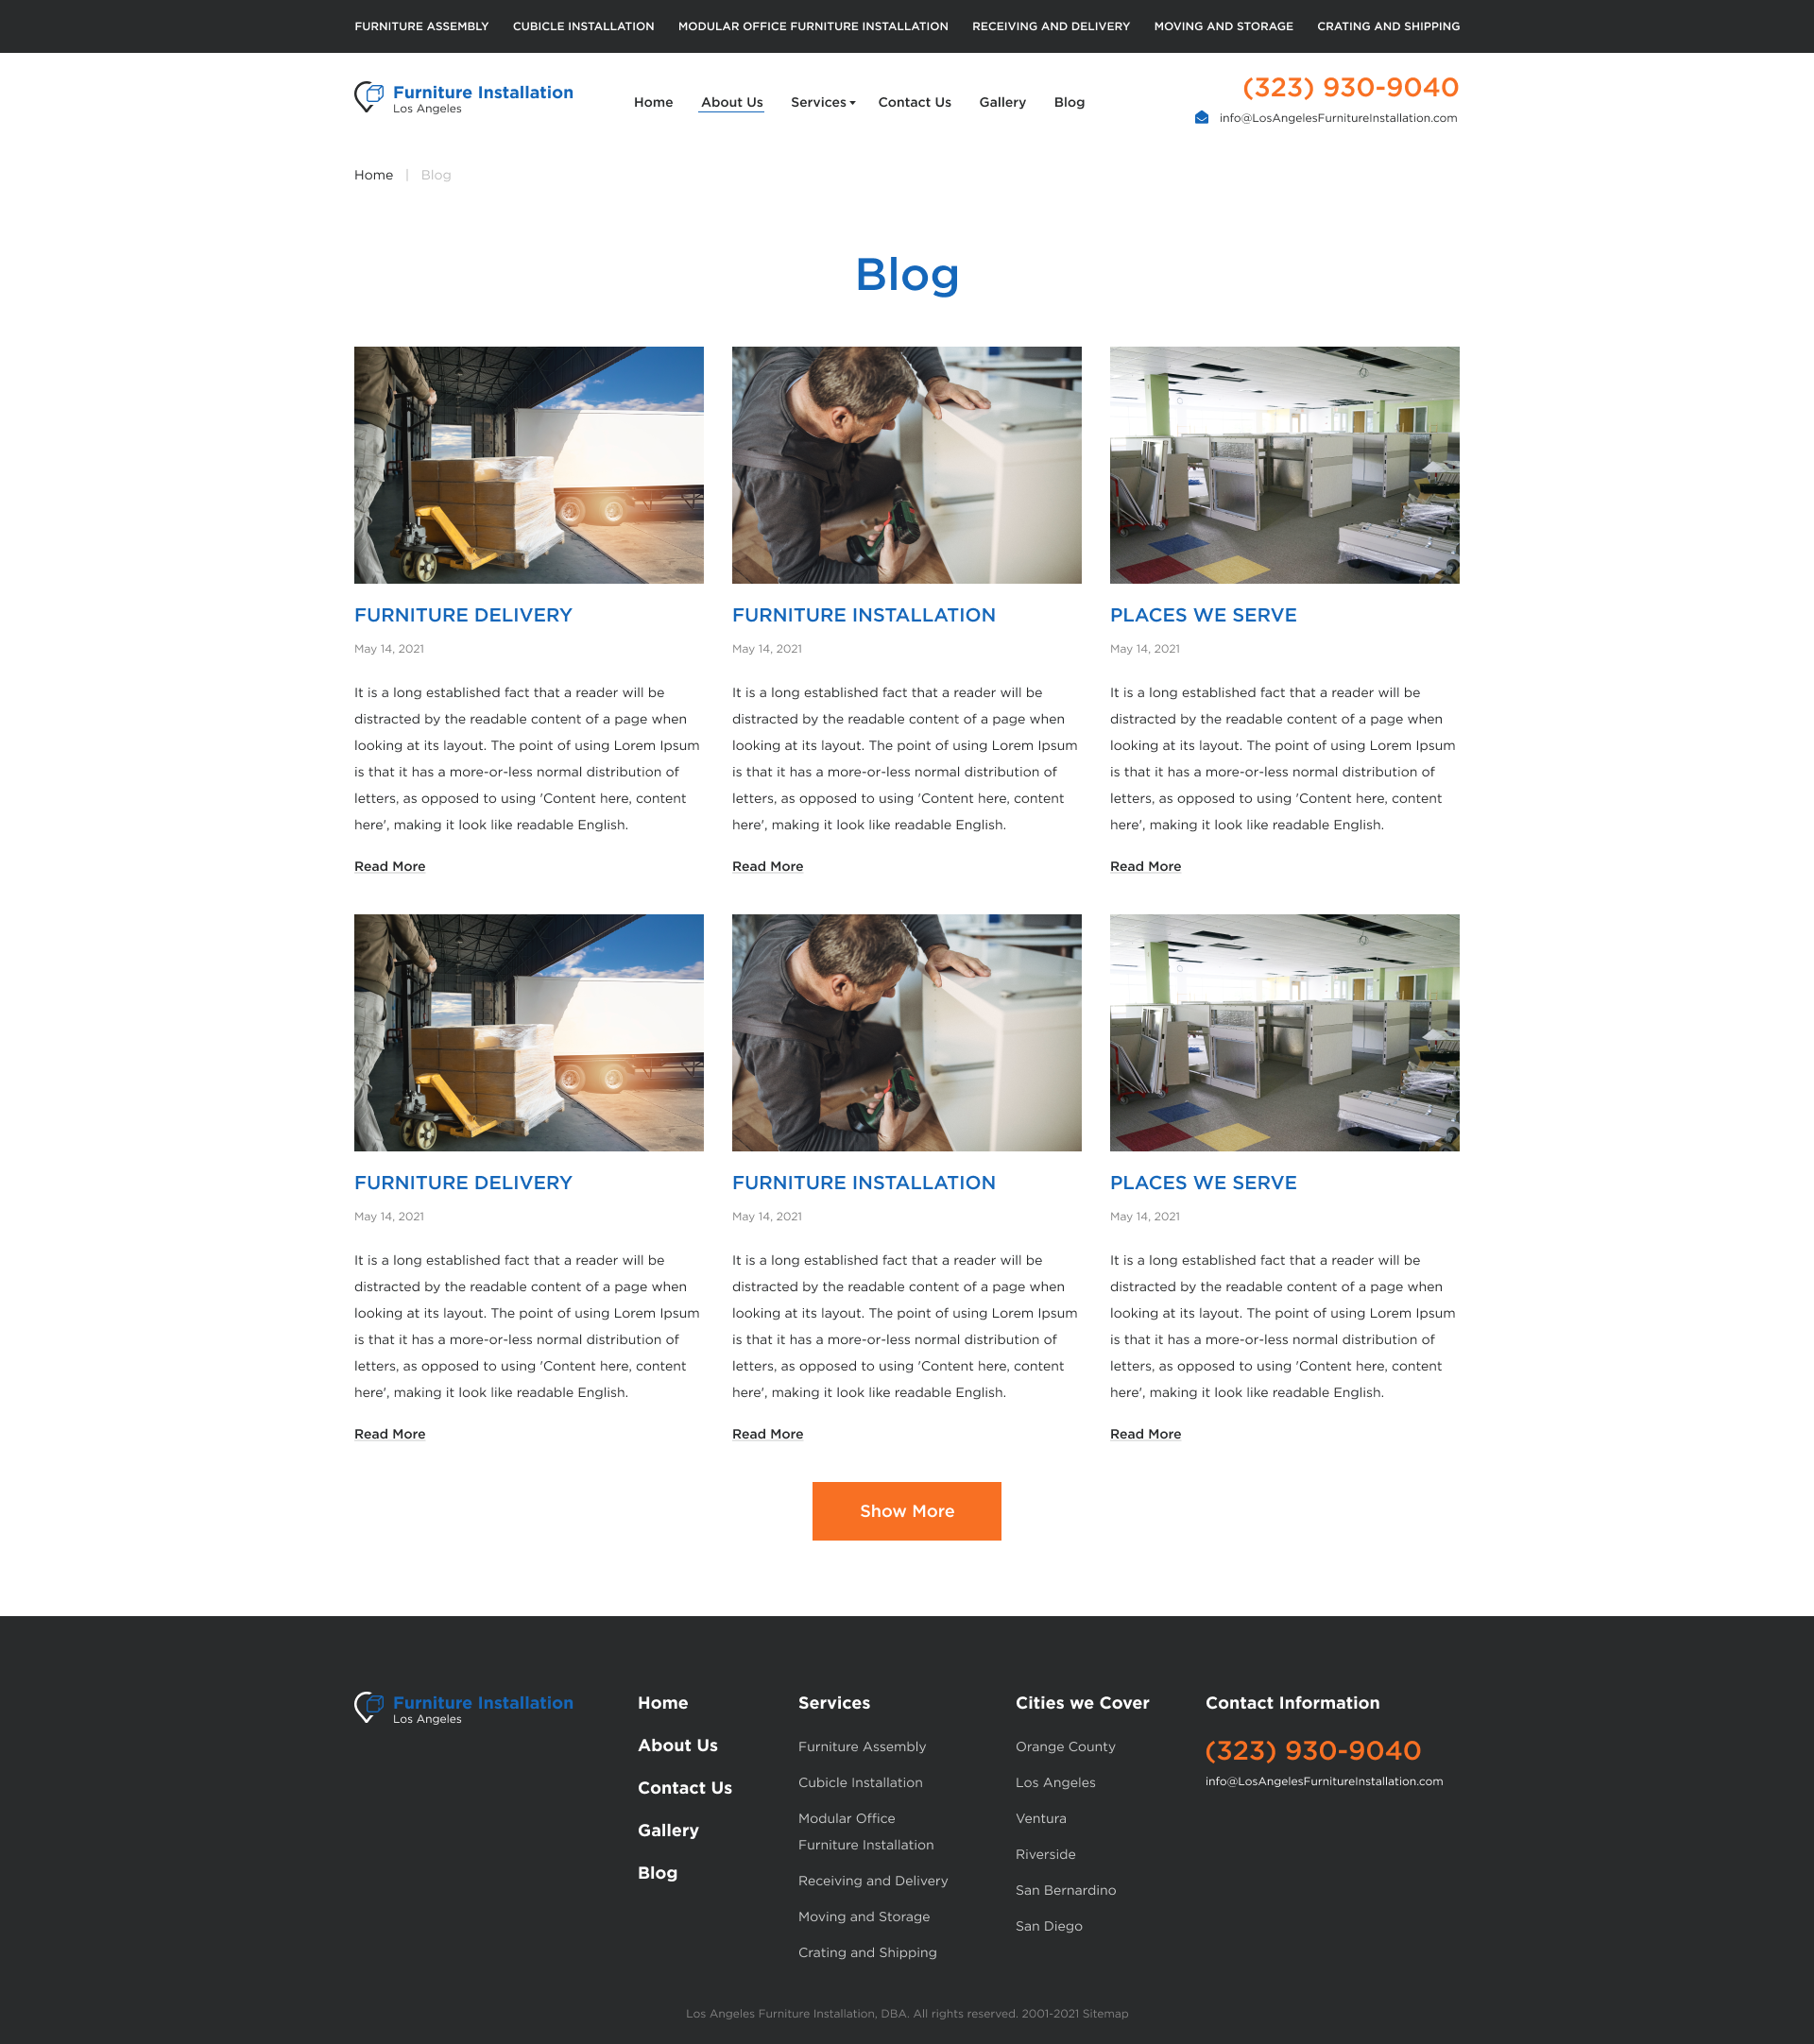 FURNITURE ASSEMBLY CUBICLE INSTALLATION MODULAR OFFICE FURNITURE INSTALLATION RECEIVING AND DELIVERY MOVING AND STORAGE CRATING AND SHIPPING
Furniture Installation
Los Angeles
Home About Us Services Contact Us Gallery Blog
(323) 930-9040
info@LosAngelesFurnitureInstallation.com
Home | Blog
Blog
FURNITURE DELIVERY
May 14, 2021
It is a long established fact that a reader will be
distracted by the readable content of a page when
looking at its layout. The point of using Lorem Ipsum
is that it has a more-or-less normal distribution of
letters, as opposed to using 'Content here, content
here', making it look like readable English.
Read More
FURNITURE INSTALLATION
May 14, 2021
It is a long established fact that a reader will be
distracted by the readable content of a page when
looking at its layout. The point of using Lorem Ipsum
is that it has a more-or-less normal distribution of
letters, as opposed to using 'Content here, content
here', making it look like readable English.
Read More
PLACES WE SERVE
May 14, 2021
It is a long established fact that a reader will be
distracted by the readable content of a page when
looking at its layout. The point of using Lorem Ipsum
is that it has a more-or-less normal distribution of
letters, as opposed to using 'Content here, content
here', making it look like readable English.
Read More
FURNITURE DELIVERY
May 14, 2021
It is a long established fact that a reader will be
distracted by the readable content of a page when
looking at its layout. The point of using Lorem Ipsum
is that it has a more-or-less normal distribution of
letters, as opposed to using 'Content here, content
here', making it look like readable English.
Read More
FURNITURE INSTALLATION
May 14, 2021
It is a long established fact that a reader will be
distracted by the readable content of a page when
looking at its layout. The point of using Lorem Ipsum
is that it has a more-or-less normal distribution of
letters, as opposed to using 'Content here, content
here', making it look like readable English.
Read More
PLACES WE SERVE
May 14, 2021
It is a long established fact that a reader will be
distracted by the readable content of a page when
looking at its layout. The point of using Lorem Ipsum
is that it has a more-or-less normal distribution of
letters, as opposed to using 'Content here, content
here', making it look like readable English.
Read More
Show More
Furniture Installation
Los Angeles
Home
About Us
Contact Us
Gallery
Blog
Services
Furniture Assembly
Cubicle Installation
Modular Office
Furniture Installation
Receiving and Delivery
Moving and Storage
Crating and Shipping
Cities we Cover
Orange County
Los Angeles
Ventura
Riverside
San Bernardino
San Diego
Contact Information
(323) 930-9040
info@LosAngelesFurnitureInstallation.com
Los Angeles Furniture Installation, DBA. All rights reserved. 2001-2021 Sitemap